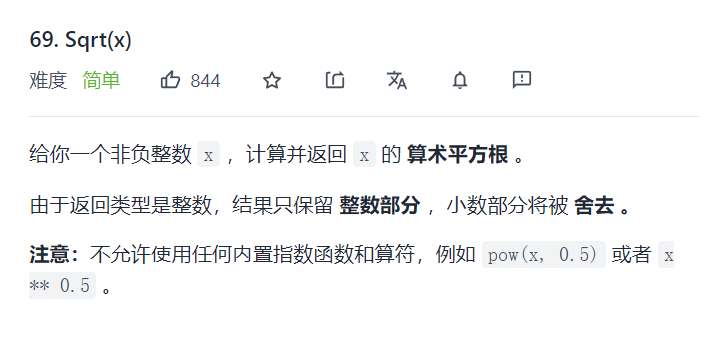 69. Sqrt(x)
难度 简单 844
给你一个非负整数 x ，计算并返回 x 的 算术平方根 。
由于返回类型是整数，结果只保留 整数部分 ，小数部分将被 舍去 。
注意：不允许使用任何内置指数函数和算符，例如 pow(x, 0.5) 或者 x
** 0.5 。